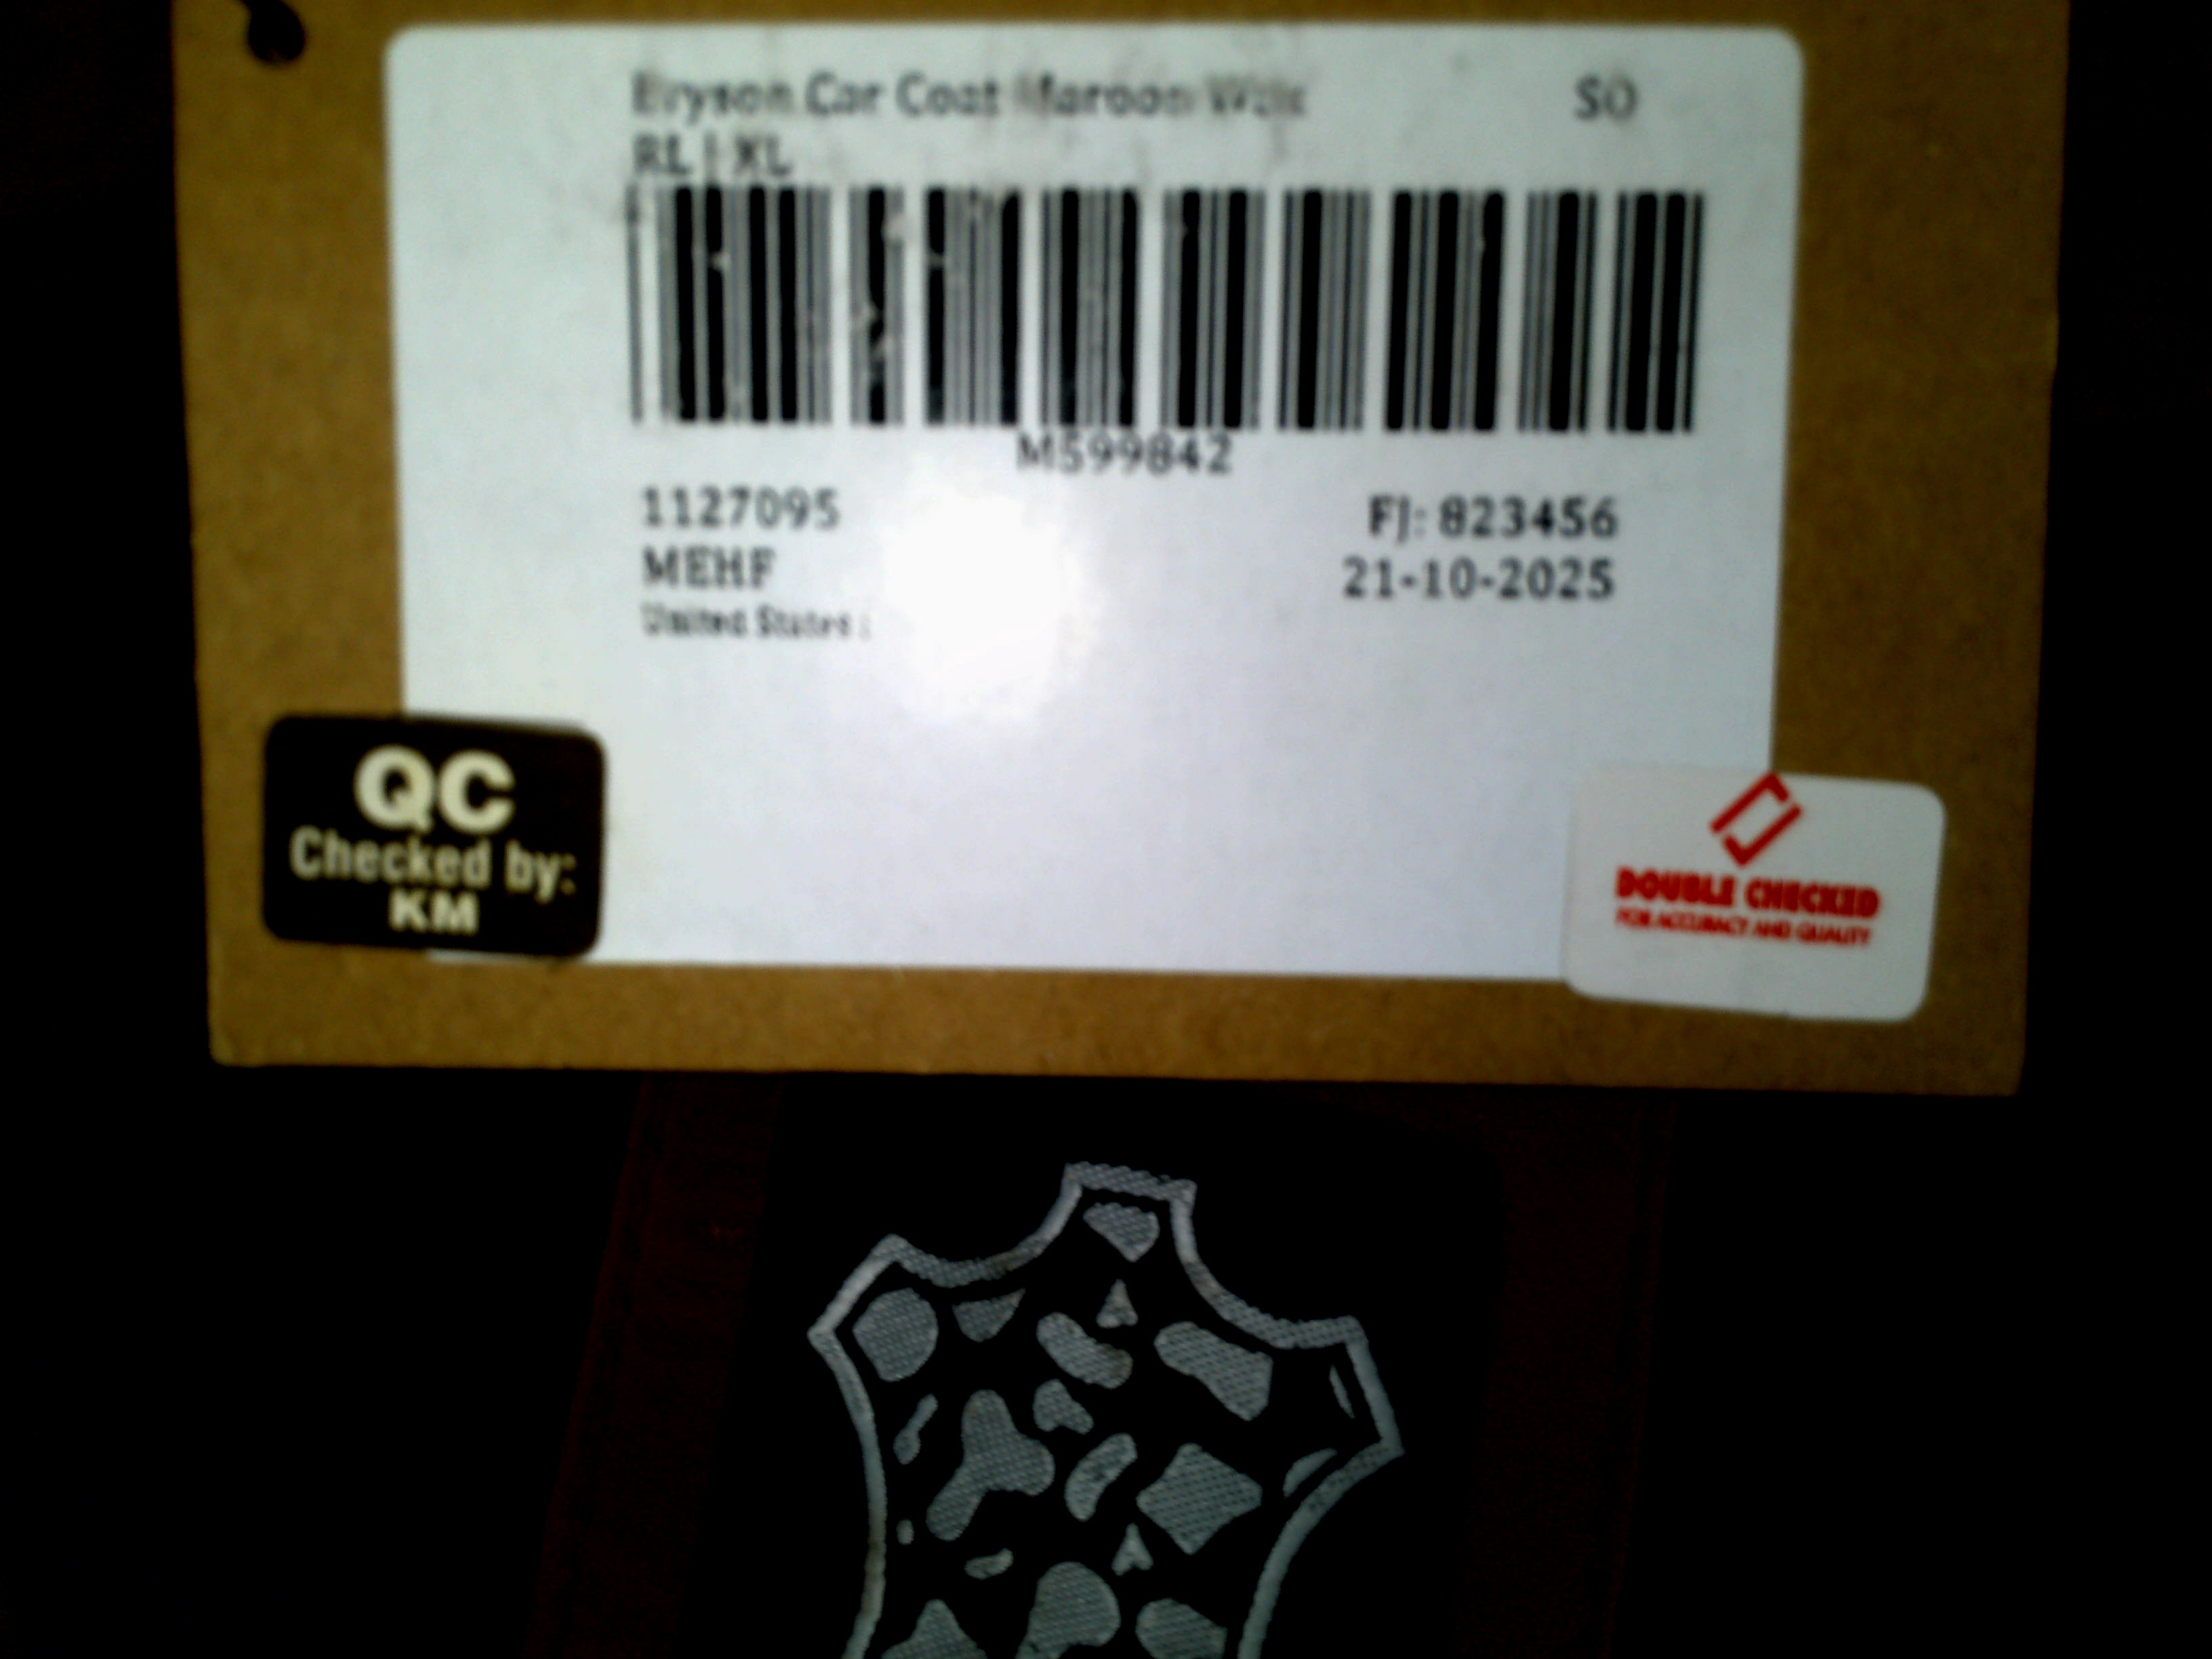 Bryson Car Coat Maroon Wax SO
RL | XL
M599842
1127095 FJ: 823456
MEHF 21-10-2025
United States
QC
Checked by:
KM
DOUBLE CHECKED
FOR ACCURACY AND QUALITY